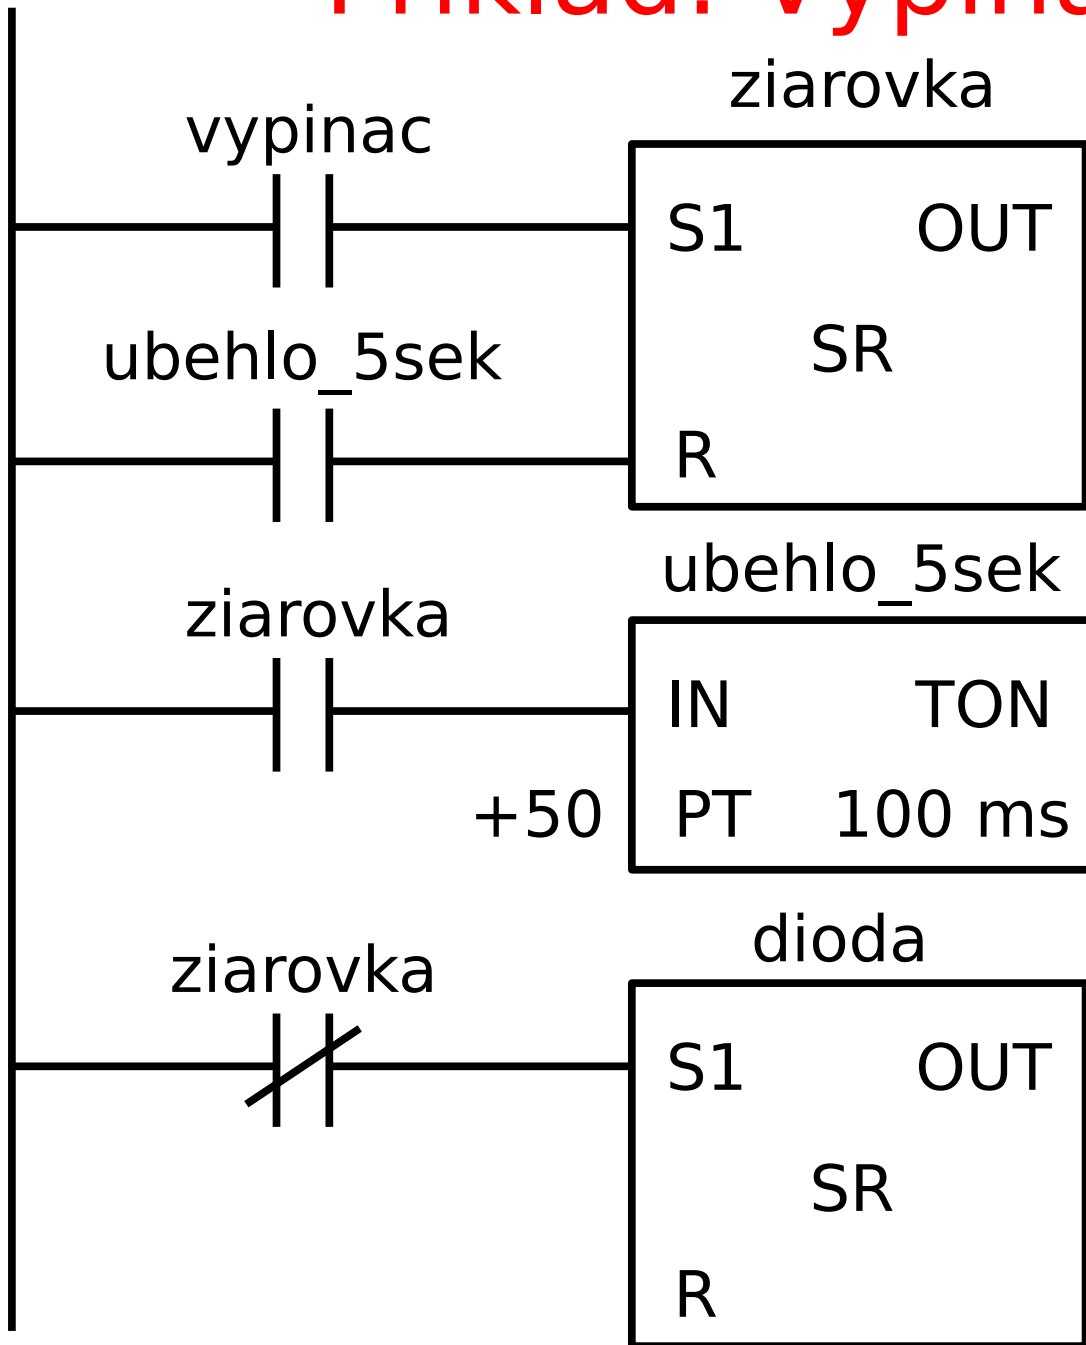 ziarovka
vypinac
S1 OUT
SR
ubehlo_5sek
R
ubehlo_5sek
ziarovka
IN TON
+50 PT 100 ms
dioda
ziarovka
S1 OUT
SR
R